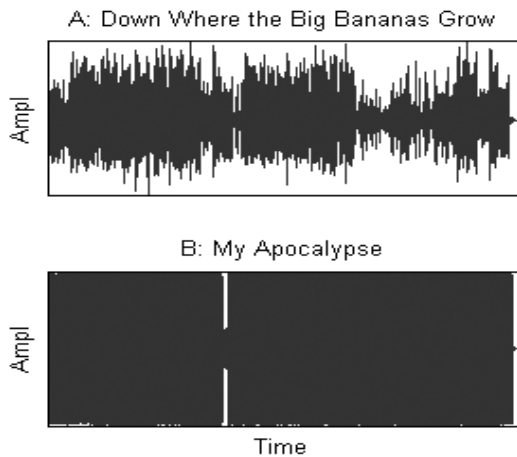 A: Down Where the Big Bananas Grow
Ampl
B: My Apocalypse
Ampl
Time